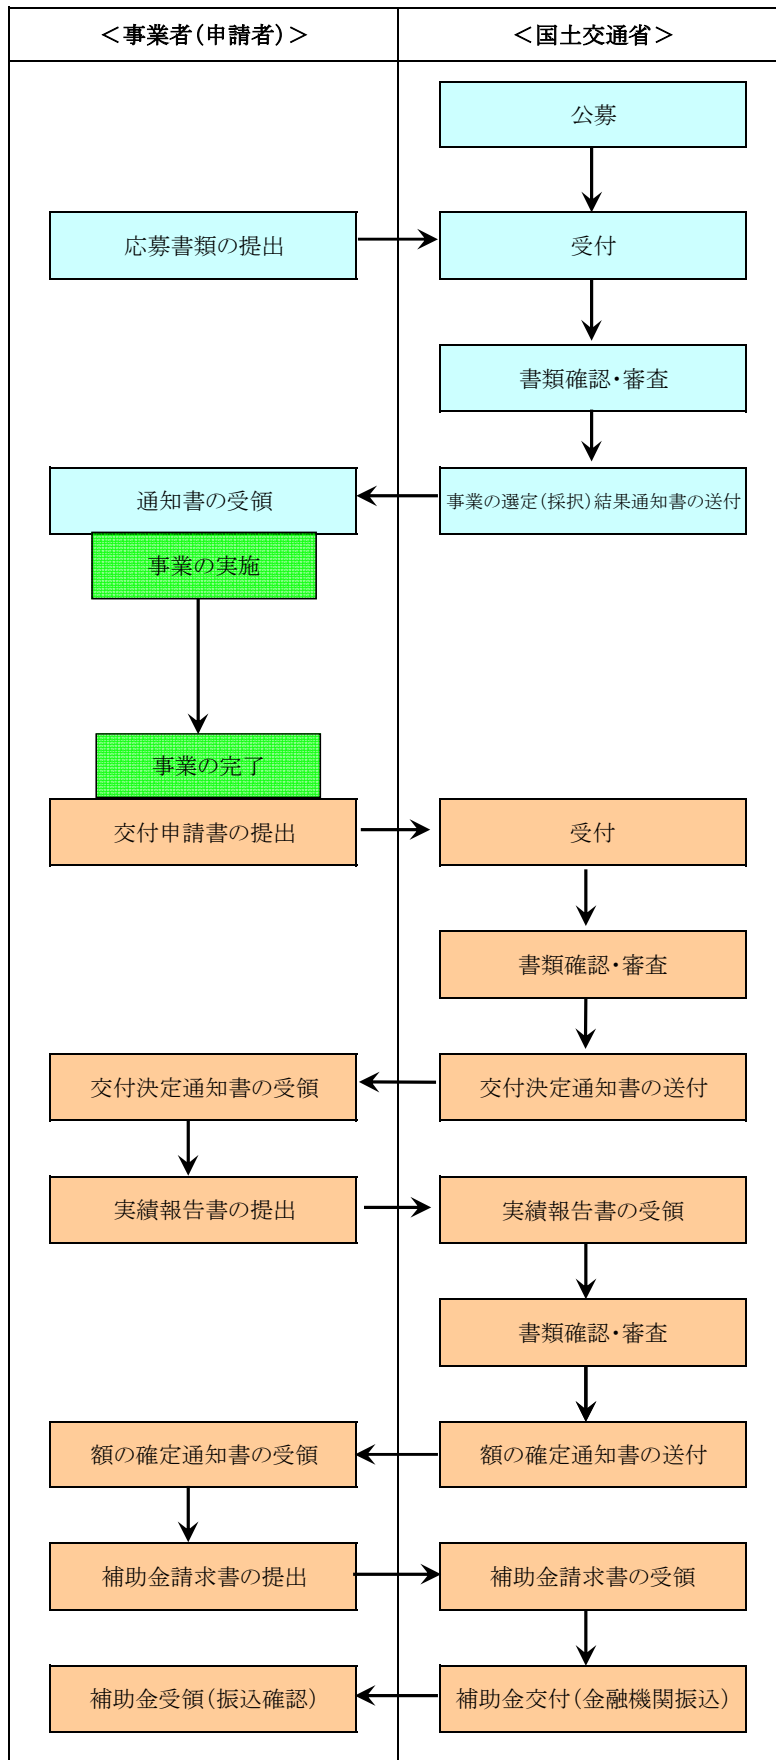 ＜事業者(申請者)＞
＜国土交通省＞
公募
応募書類の提出
受付
書類確認・審査
通知書の受領
事業の選定(採択)結果通知書の送付
事業の実施
事業の完了
交付申請書の提出
受付
書類確認・審査
交付決定通知書の受領
交付決定通知書の送付
実績報告書の提出
実績報告書の受領
書類確認・審査
額の確定通知書の受領
額の確定通知書の送付
補助金請求書の提出
補助金請求書の受領
補助金受領(振込確認)
補助金交付(金融機関振込)